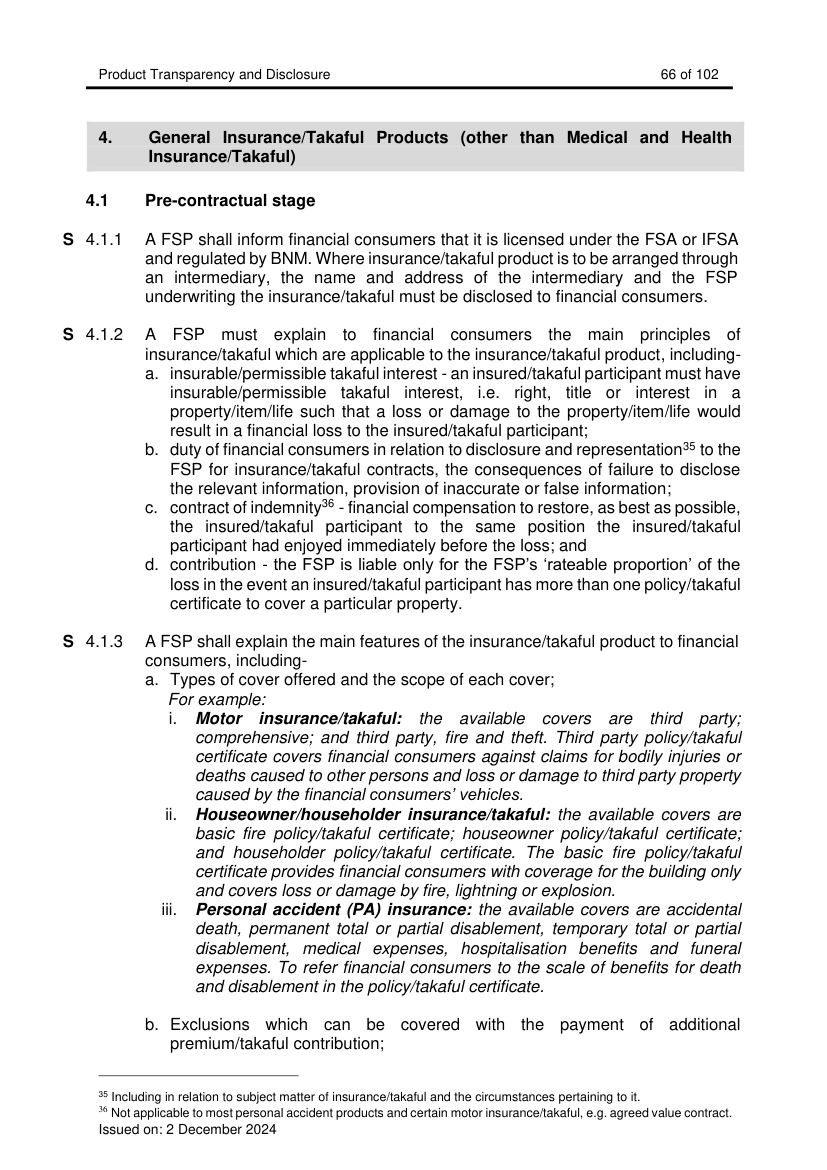 Product Transparency and Disclosure 66 of 102
4. General Insurance/Takaful Products (other than Medical and Health
Insurance/Takaful)
4.1 Pre-contractual stage
S 4.1.1 A FSP shall inform financial consumers that it is licensed under the FSA or IFSA
and regulated by BNM. Where insurance/takaful product is to be arranged through
an intermediary, the name and address of the intermediary and the FSP
underwriting the insurance/takaful must be disclosed to financial consumers.
S 4.1.2 A FSP must explain to financial consumers the main principles of
insurance/takaful which are applicable to the insurance/takaful product, including-
a. insurable/permissible takaful interest - an insured/takaful participant must have
insurable/permissible takaful interest, i.e. right, title or interest in a
property/item/life such that a loss or damage to the property/item/life would
result in a financial loss to the insured/takaful participant;
b. duty of financial consumers in relation to disclosure and representation35 to the
FSP for insurance/takaful contracts, the consequences of failure to disclose
the relevant information, provision of inaccurate or false information;
c. contract of indemnity36 - financial compensation to restore, as best as possible,
the insured/takaful participant to the same position the insured/takaful
participant had enjoyed immediately before the loss; and
d. contribution - the FSP is liable only for the FSP's ‘rateable proportion’ of the
loss in the event an insured/takaful participant has more than one policy/takaful
certificate to cover a particular property.
S 4.1.3 A FSP shall explain the main features of the insurance/takaful product to financial
consumers, including-
a. Types of cover offered and the scope of each cover;
For example:
i. Motor insurance/takaful: the available covers are third party;
comprehensive; and third party, fire and theft. Third party policy/takaful
certificate covers financial consumers against claims for bodily injuries or
deaths caused to other persons and loss or damage to third party property
caused by the financial consumers’ vehicles.
ii. Houseowner/householder insurance/takaful: the available covers are
basic fire policy/takaful certificate; houseowner policy/takaful certificate;
and householder policy/takaful certificate. The basic fire policy/takaful
certificate provides financial consumers with coverage for the building only
and covers loss or damage by fire, lightning or explosion.
iii. Personal accident (PA) insurance: the available covers are accidental
death, permanent total or partial disablement, temporary total or partial
disablement, medical expenses, hospitalisation benefits and funeral
expenses. To refer financial consumers to the scale of benefits for death
and disablement in the policy/takaful certificate.
b. Exclusions which can be covered with the payment of additional
premium/takaful contribution;
35 Including in relation to subject matter of insurance/takaful and the circumstances pertaining to it.
36 Not applicable to most personal accident products and certain motor insurance/takaful, e.g. agreed value contract.
Issued on: 2 December 2024